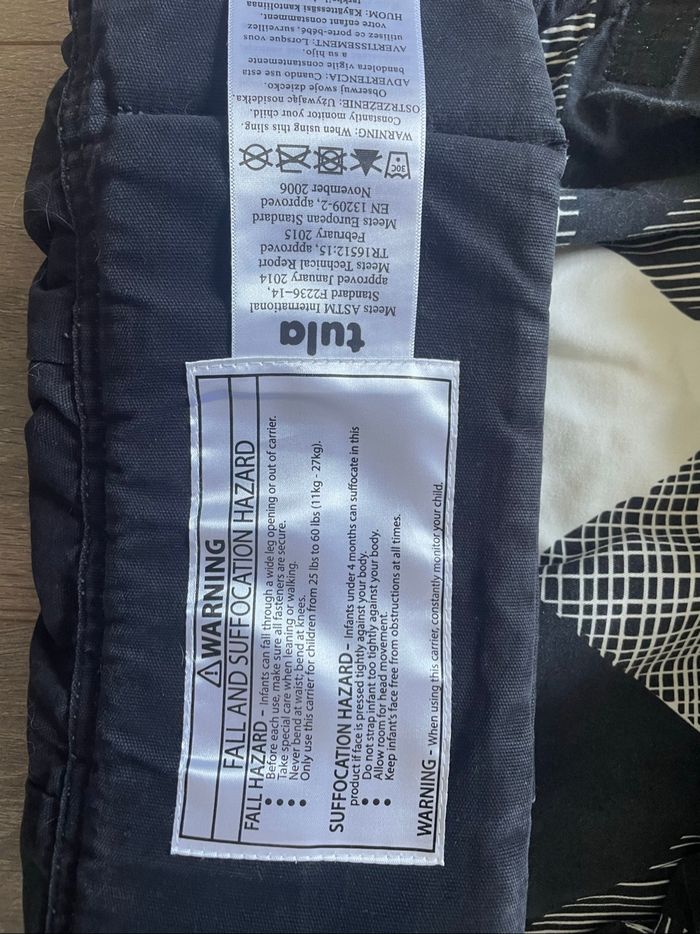 ⚠WARNING
FALL AND SUFFOCATION HAZARD
FALL HAZARD – Infants can fall through a wide leg opening or out of carrier.
• Before each use, make sure all fasteners are secure.
• Take special care when leaning or walking.
• Never bend at waist; bend at knees.
• Only use this carrier for children from 25 lbs to 60 lbs (11kg - 27kg).
SUFFOCATION HAZARD – Infants under 4 months can suffocate in this
product if face is pressed tightly against your body.
• Do not strap infant too tightly against your body.
• Allow room for head movement.
• Keep infant's face free from obstructions at all times.
WARNING - When using this carrier, constantly monitor your child.
tula
Meets ASTM International
Standard F2236–14,
approved January 2014
Meets Technical Report
TR16512:15, approved
February 2015
Meets European Standard
EN 13209-2, approved
November 2006
30C
WARNING: When using this sling.
Constantly monitor your child.
OSTRZEŻENIE: Używając nosidełka.
Obserwuj swoje dziecko.
ADVERTENCIA: Cuando use esta
bandolera vigile constantemente
a su hijo.
AVERTISSEMENT: Lorsque vous
utilisez ce porte-bébé, surveillez
votre enfant constamment.
HUOM: Käyttäessäsi kantoliinaa